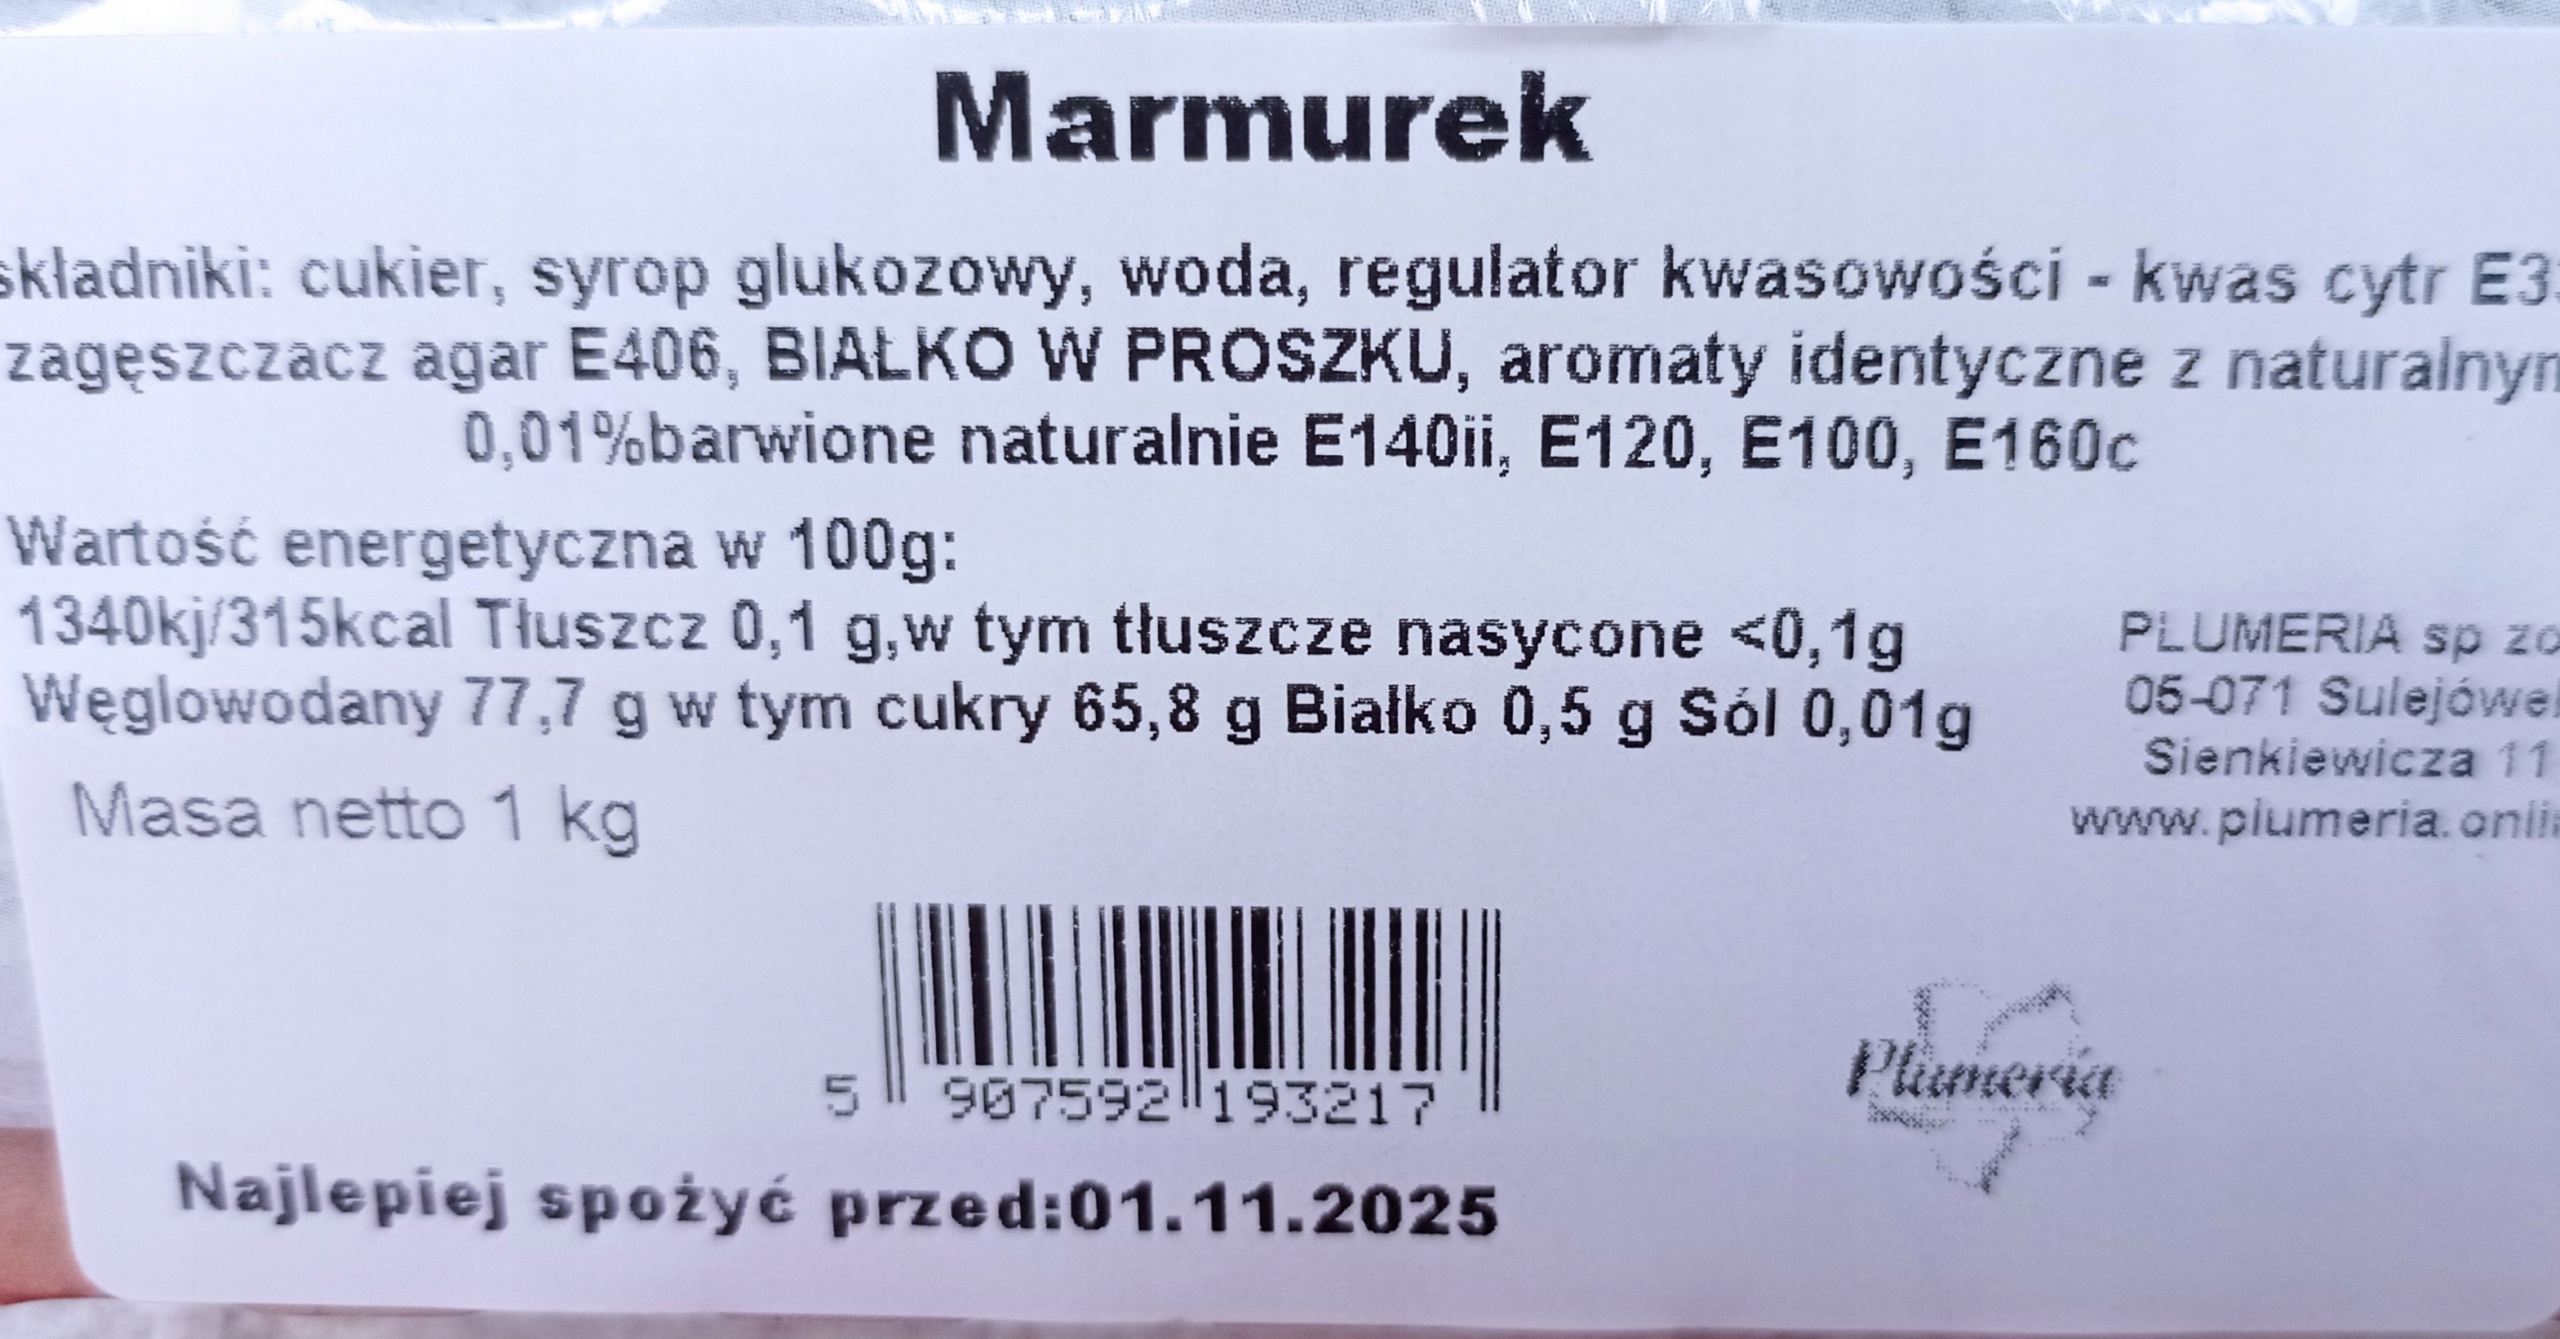 Marmurek
składniki: cukier, syrop glukozowy, woda, regulator kwasowości - kwas cytr
zagęszczacz agar E406, BIAŁKO W PROSZKU, aromaty identyczne z
0,01%barwione naturalnie E140ii, E120, E100, E160c
Wartość energetyczna w 100g:
1340kj/315kcal Tłuszcz 0,1 g,w tym tłuszcze nasycone <0,1g
Węglowodany 77,7 g w tym cukry 65,8 g Białko 0,5 g Sól 0,01g
Masa netto 1 kg
PLUMERIA sp
05-071
Sienkiewicza 11
5 907592 193217
Plumeria
Najlepiej spożyć przed:01.11.2025